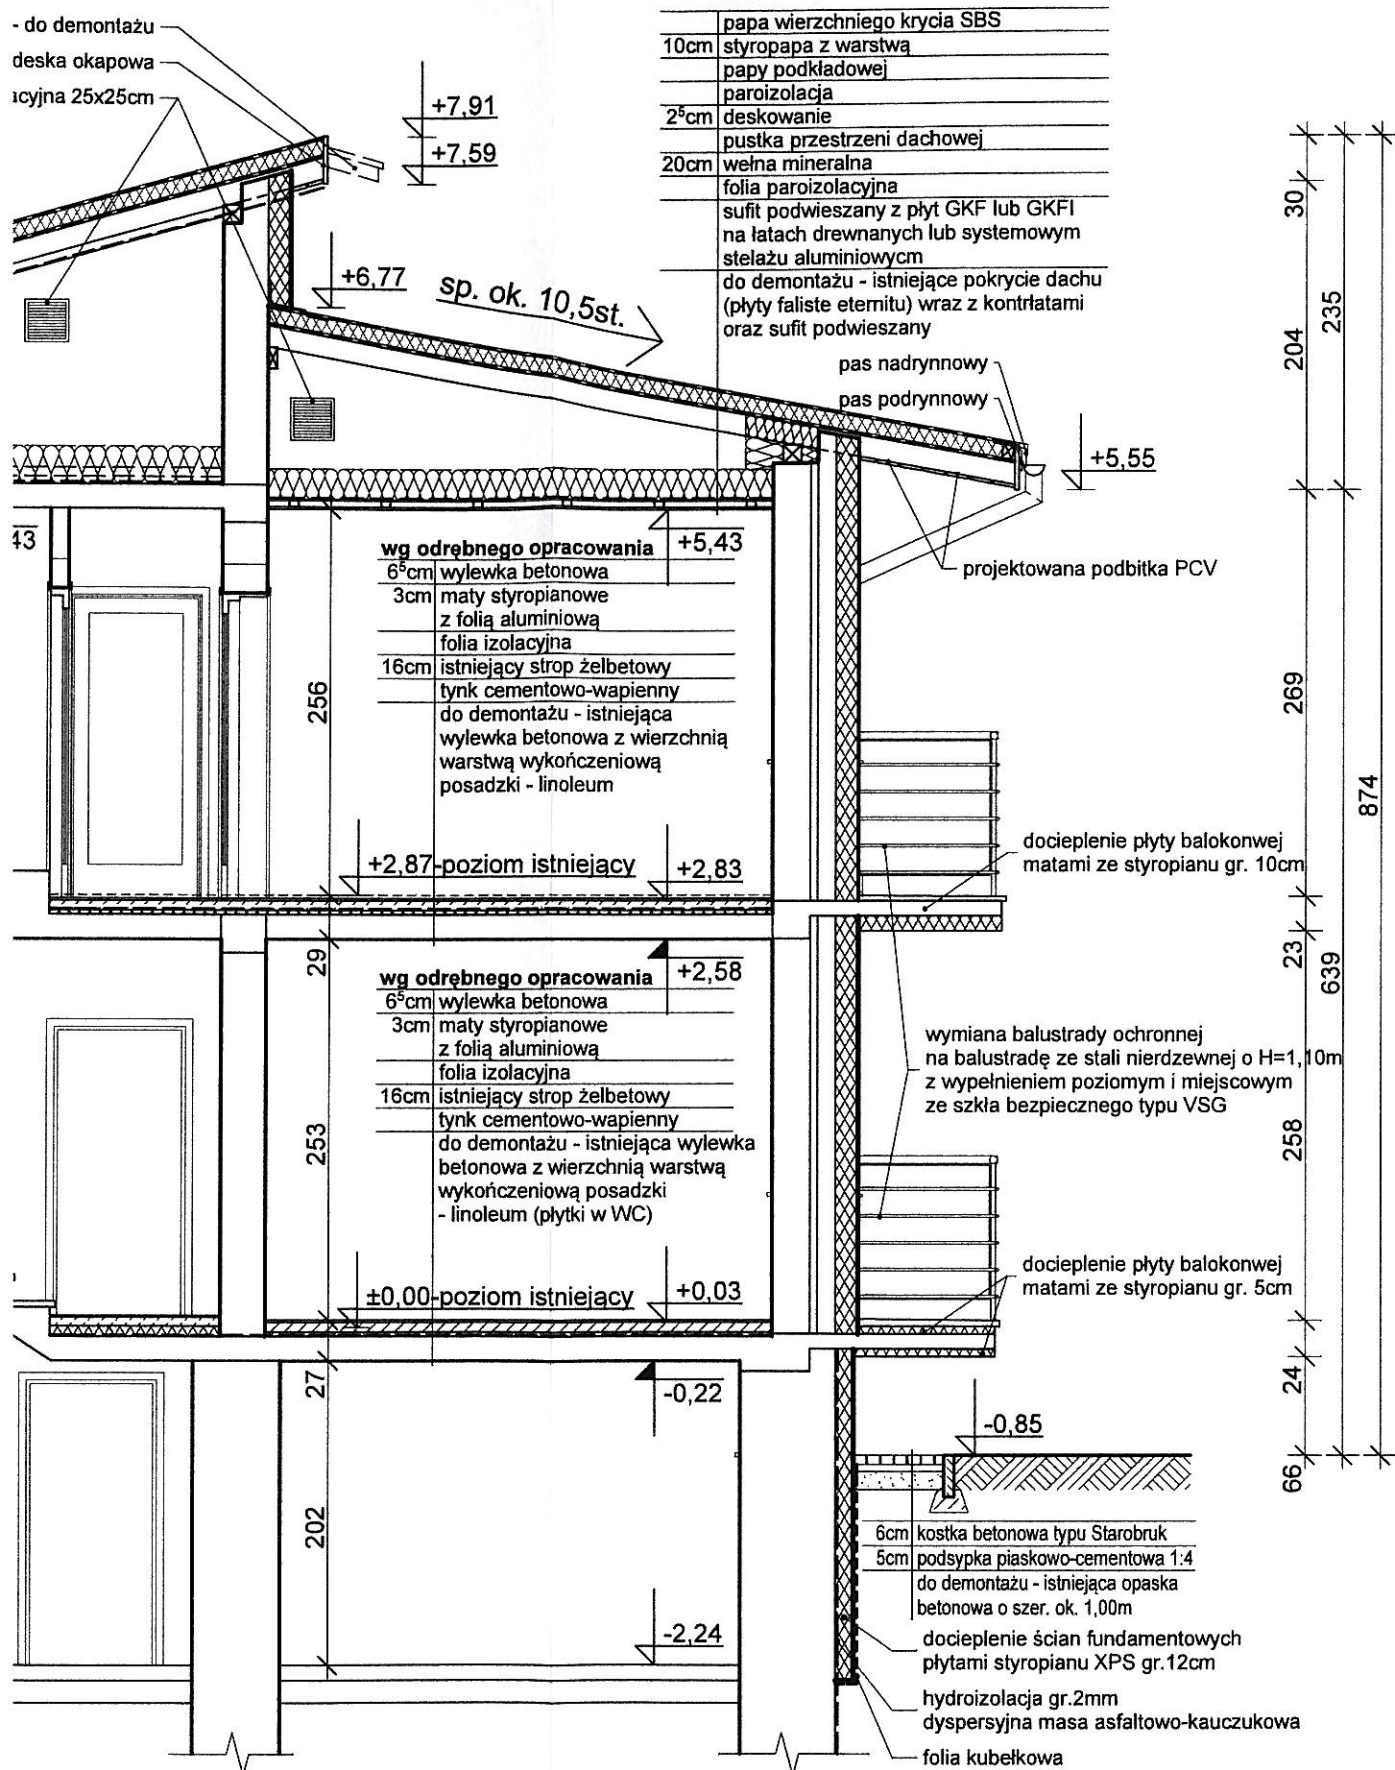 - do demontażu
deska okapowa
acyjna 25x25cm
+7,91
+7,59
papa wierzchniego krycia SBS
10cm styropapa z warstwą
papy podkładowej
paroizolacja
2⁵cm deskowanie
pustka przestrzeni dachowej
20cm wełna mineralna
folia paroizolacyjna
sufit podwieszany z płyt GKF lub GKFI
na łatach drewnanych lub systemowym
stelażu aluminiowycm
do demontażu - istniejące pokrycie dachu
(płyty faliste eternitu) wraz z kontrłatami
oraz sufit podwieszany
+6,77
sp. ok. 10,5st.
pas nadrynnowy
pas podrynnowy
+5,55
projektowana podbitka PCV
43
+5,43
wg odrębnego opracowania
6⁵cm wylewka betonowa
3cm maty styropianowe
z folią aluminiową
folia izolacyjna
16cm istniejący strop żelbetowy
tynk cementowo-wapienny
do demontażu - istniejąca
wylewka betonowa z wierzchnią
warstwą wykończeniową
posadzki - linoleum
256
+2,87-poziom istniejący
+2,83
docieplenie płyty balokonwej
matami ze styropianu gr. 10cm
29
+2,58
wg odrębnego opracowania
6⁵cm wylewka betonowa
3cm maty styropianowe
z folią aluminiową
folia izolacyjna
16cm istniejący strop żelbetowy
tynk cementowo-wapienny
do demontażu - istniejąca wylewka
betonowa z wierzchnią warstwą
wykończeniową posadzki
- linoleum (płytki w WC)
253
wymiana balustrady ochronnej
na balustradę ze stali nierdzewnej o H=1,10m
z wypełnieniem poziomym i miejscowym
ze szkła bezpiecznego typu VSG
±0,00-poziom istniejący
+0,03
docieplenie płyty balokonwej
matami ze styropianu gr. 5cm
27
-0,22
-0,85
202
-2,24
6cm kostka betonowa typu Starobruk
5cm podsypka piaskowo-cementowa 1:4
do demontażu - istniejąca opaska
betonowa o szer. ok. 1,00m
docieplenie ścian fundamentowych
płytami styropianu XPS gr.12cm
hydroizolacja gr.2mm
dyspersyjna masa asfaltowo-kauczukowa
folia kubełkowa
30
204
235
269
874
23
639
258
24
66